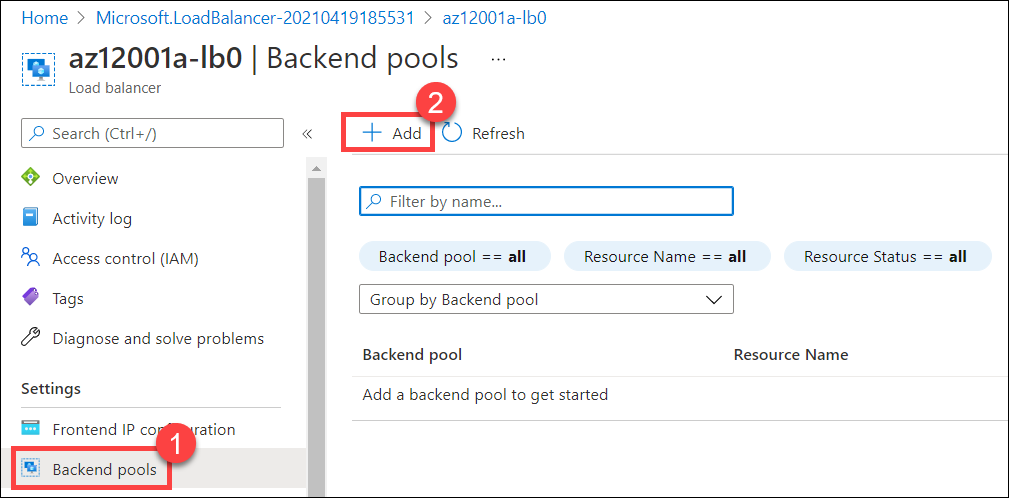 Home > Microsoft.LoadBalancer-20210419185531 > az12001a-lb0
az12001a-lb0 | Backend pools ...
Load balancer
Search (Ctrl+/) «
Overview
Activity log
Access control (IAM)
Tags
Diagnose and solve problems
Settings
Frontend IP configuration
1
Backend pools
2
+ Add Refresh
Filter by name...
Backend pool == all Resource Name == all Resource Status == all
Group by Backend pool
Backend pool Resource Name
Add a backend pool to get started